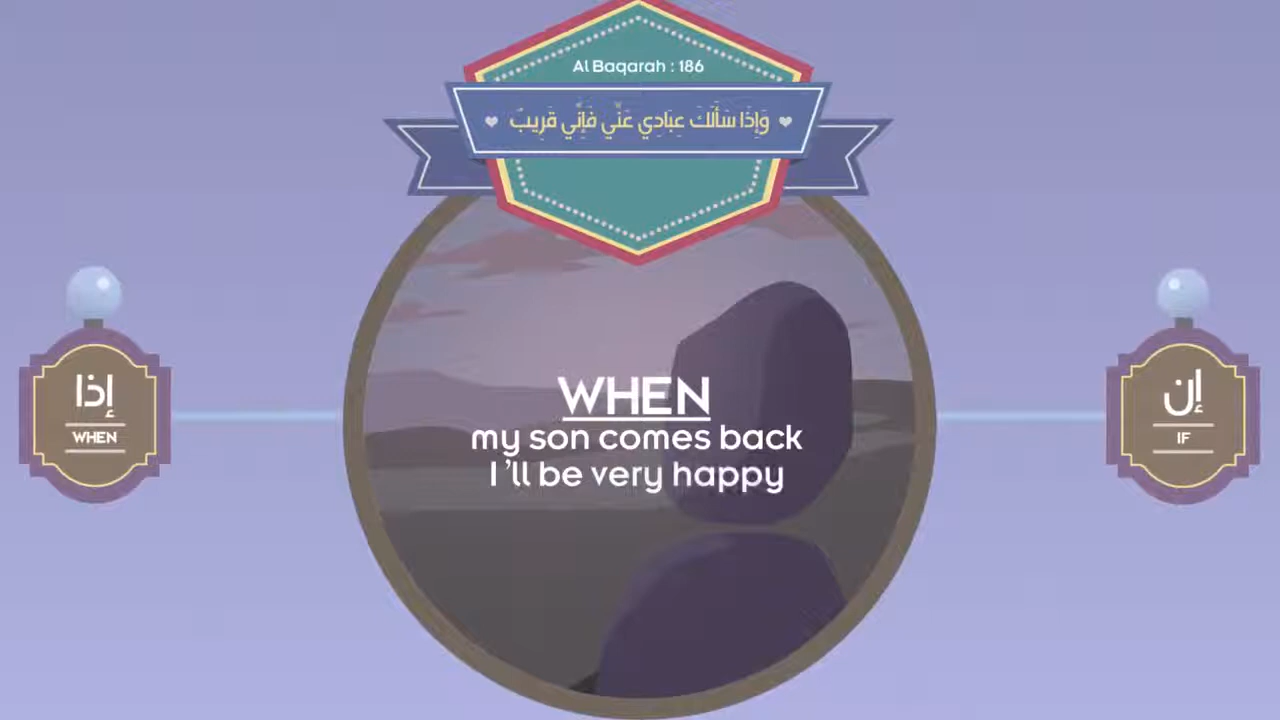 Al Baqarah : 186
وَإِذَا سَأَلَكَ عِبَادِي عَنِّي فَإِنِّي قَرِيبٌ
إذا
WHEN
WHEN
my son comes back
I 'll be very happy
إن
IF